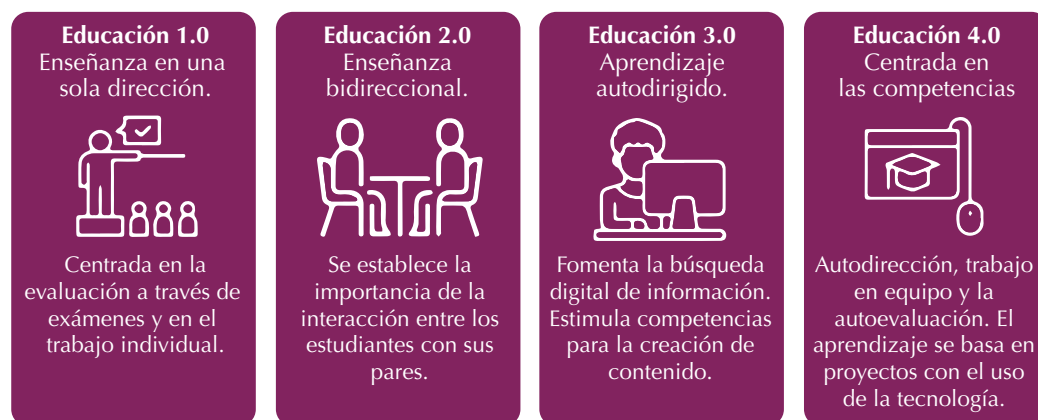 Educación 1.0
Enseñanza en una
sola dirección.
Centrada en la
evaluación a través de
exámenes y en el
trabajo individual.
Educación 2.0
Enseñanza
bidireccional.
Se establece la
importancia de la
interacción entre los
estudiantes con sus
pares.
Educación 3.0
Aprendizaje
autodirigido.
Fomenta la búsqueda
digital de información.
Estimula competencias
para la creación de
contenido.
Educación 4.0
Centrada en
las competencias
Autodirección, trabajo
en equipo y la
autoevaluación. El
aprendizaje se basa en
proyectos con el uso
de la tecnología.